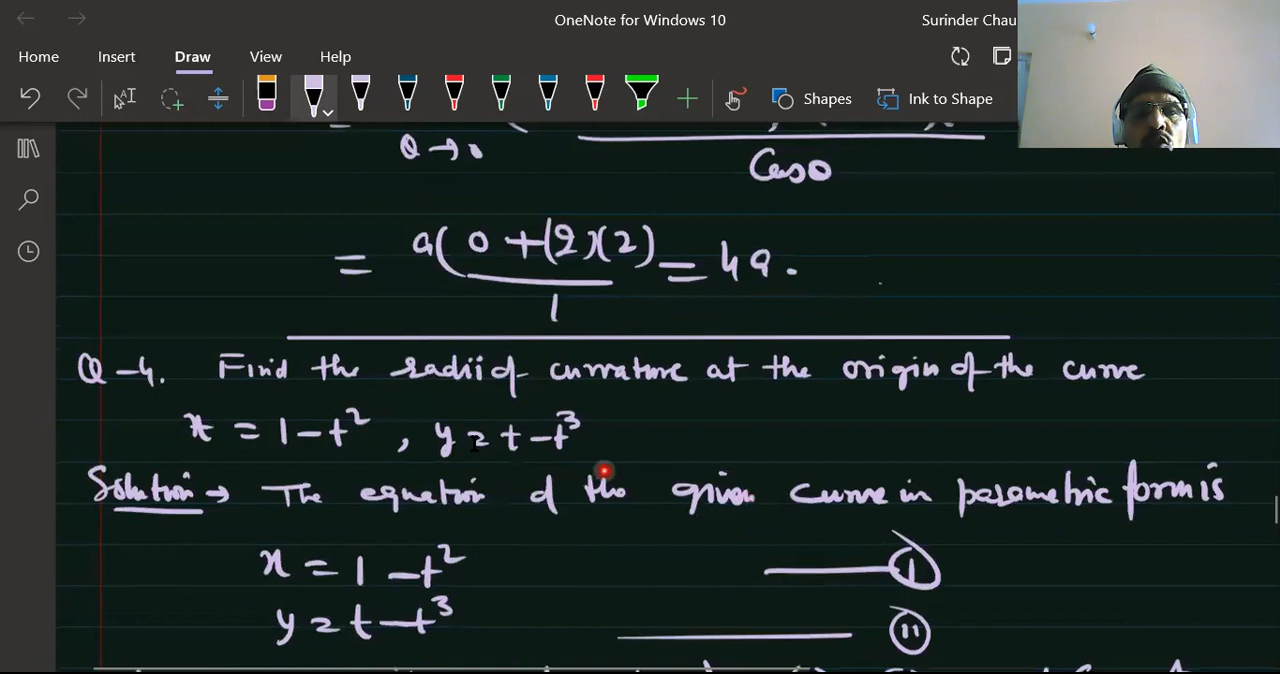 OneNote for Windows 10
Surinder Chau
Home Insert Draw View Help
Shapes Ink to Shape
θ → 0
Cosθ
= a(0 + (2)(2) = 4a.
1
Q-4. Find the radii of curvature at the origin of the curve
x = 1 - t², y = t - t³
Solution → The equation of the given curve in parametric form is
x = 1 - t² — I
y = t - t³ — II